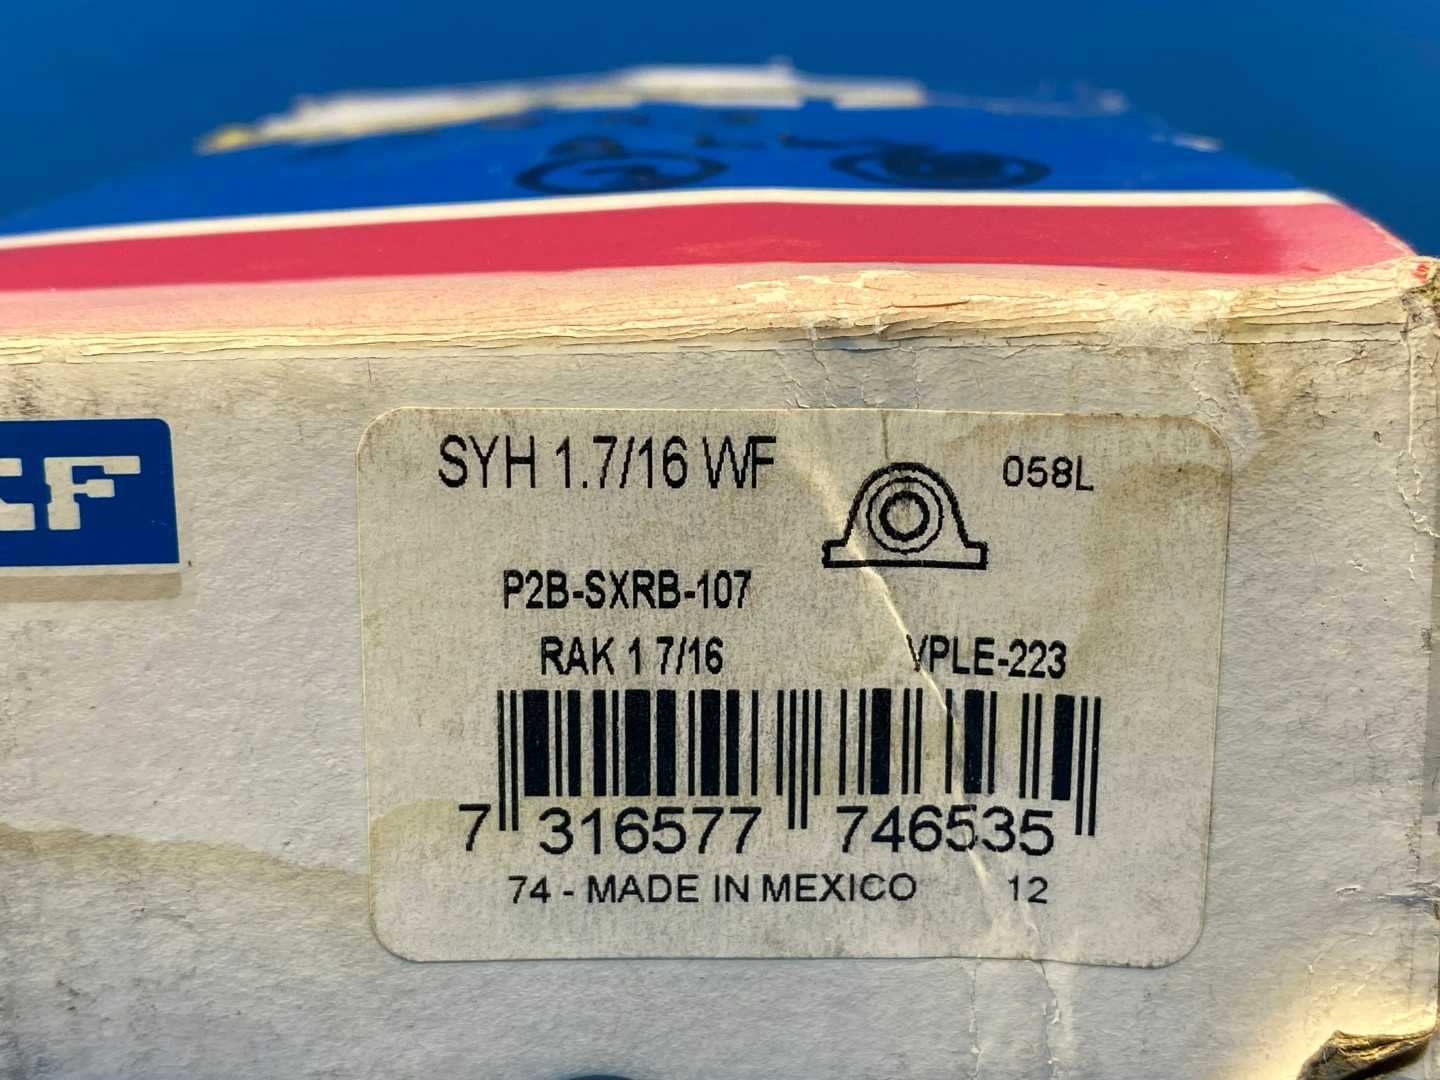 KF
SYH 1.7/16 WF
058L
P2B-SXRB-107
RAK 1 7/16
VPLE-223
7 316577 746535
74 - MADE IN MEXICO
12